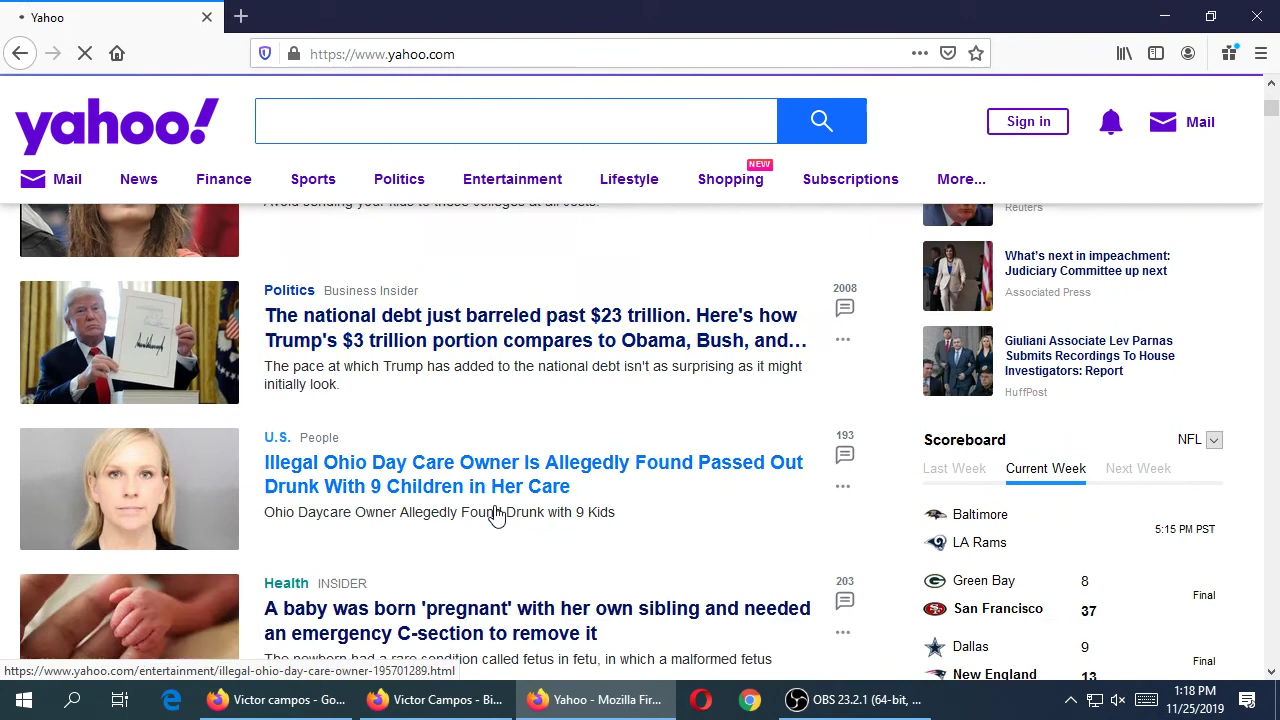 Yahoo
https://www.yahoo.com
yahoo!
Sign in
Mail
Mail
News
Finance
Sports
Politics
Entertainment
Lifestyle
NEW
Shopping
Subscriptions
More...
Politics Business Insider
The national debt just barreled past $23 trillion. Here's how
Trump's $3 trillion portion compares to Obama, Bush, and...
The pace at which Trump has added to the national debt isn't as surprising as it might
initially look.
2008
U.S. People
Illegal Ohio Day Care Owner Is Allegedly Found Passed Out
Drunk With 9 Children in Her Care
Ohio Daycare Owner Allegedly Found Drunk with 9 Kids
193
Health INSIDER
A baby was born 'pregnant' with her own sibling and needed
an emergency C-section to remove it
The newborn had a rare condition called fetus in fetu, in which a malformed fetus
203
Reuters
What's next in impeachment:
Judiciary Committee up next
Associated Press
Giuliani Associate Lev Parnas
Submits Recordings To House
Investigators: Report
HuffPost
Scoreboard
NFL
Last Week Current Week Next Week
Baltimore
LA Rams
5:15 PM PST
Green Bay 8
San Francisco 37
Final
Dallas 9
New England 13
Final
https://www.yahoo.com/entertainment/illegal-ohio-day-care-owner-195701289.html
Victor campos - Go...
Victor Campos - Bi...
Yahoo - Mozilla Fir...
OBS 23.2.1 (64-bit, ...
1:18 PM
11/25/2019